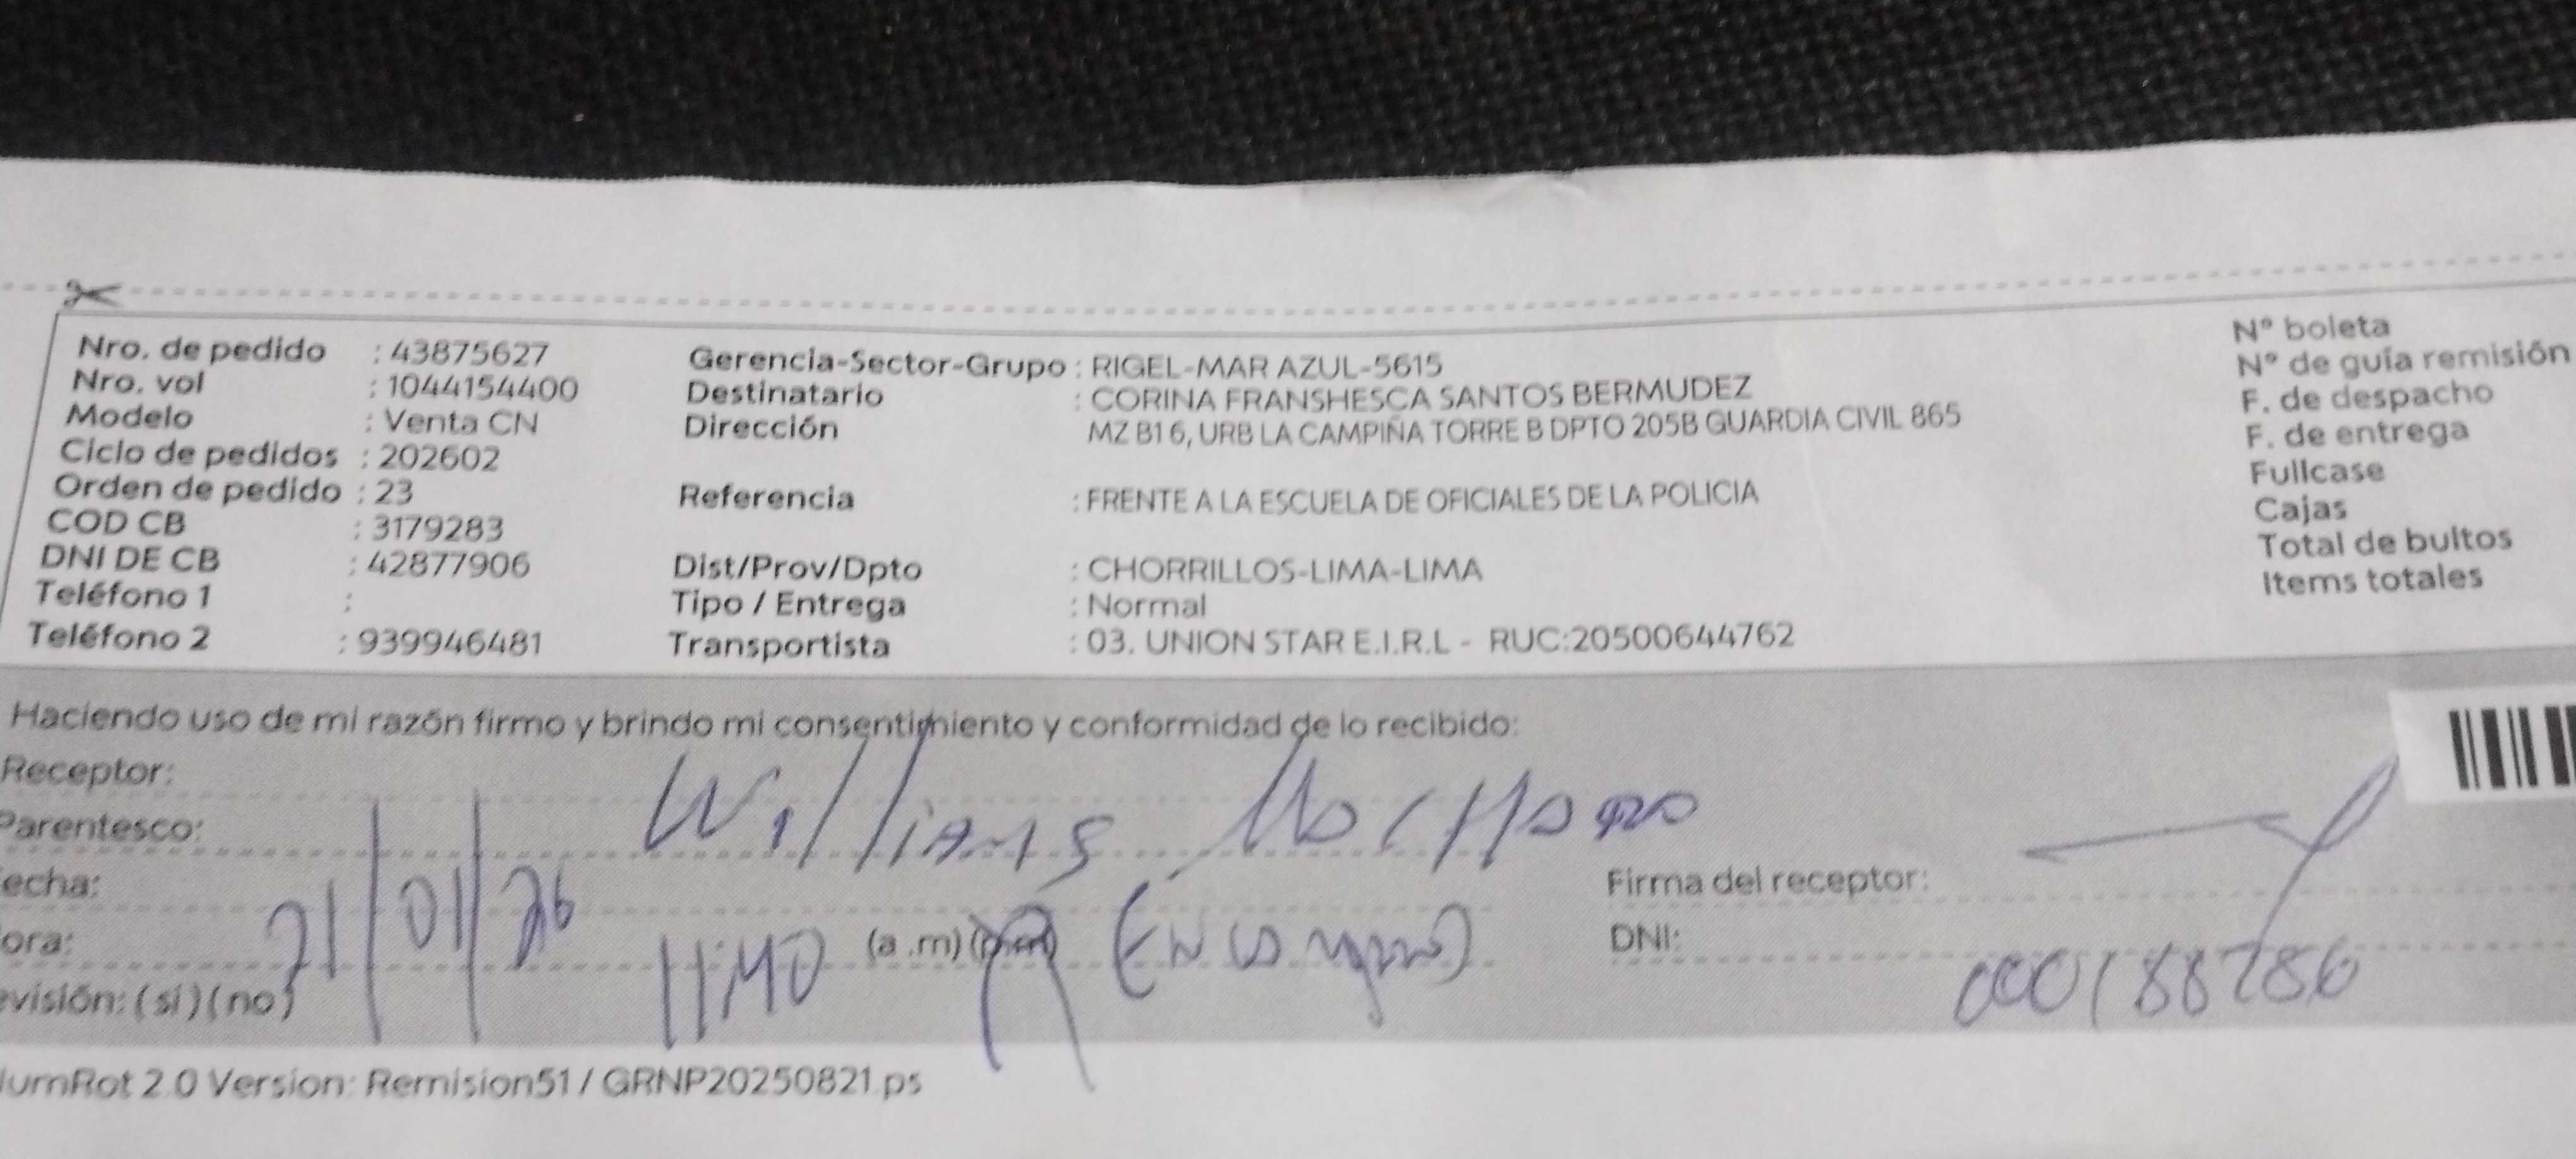 Nro. de pedido : 43875627 Gerencia-Sector-Grupo : RIGEL-MAR AZUL-5615 N° boleta
Nro. vol : 1044154400 Destinatario : CORINA FRANSHESCA SANTOS BERMUDEZ N° de guía remisión
Modelo : Venta CN Dirección MZ B1 6, URB LA CAMPIÑA TORRE B DPTO 205B GUARDIA CIVIL 865 F. de despacho
Ciclo de pedidos : 202602 F. de entrega
Orden de pedido : 23 Referencia : FRENTE A LA ESCUELA DE OFICIALES DE LA POLICIA Fullcase
COD CB : 3179283 Cajas
DNI DE CB : 42877906 Dist/Prov/Dpto : CHORRILLOS-LIMA-LIMA Total de bultos
Teléfono 1 : Tipo / Entrega : Normal Items totales
Teléfono 2 : 939946481 Transportista : 03. UNION STAR E.I.R.L - RUC:20500644762
Haciendo uso de mi razón firmo y brindo mi consentimiento y conformidad de lo recibido:
Receptor:
Parentesco: Williams
echa: 21/01/26 Firma del receptor:
ora: 11:40 (a .m) (p.m) DNI:
evisión: ( si ) ( no )
NumRot 2.0 Version: Remision51 / GRNP20250821.ps